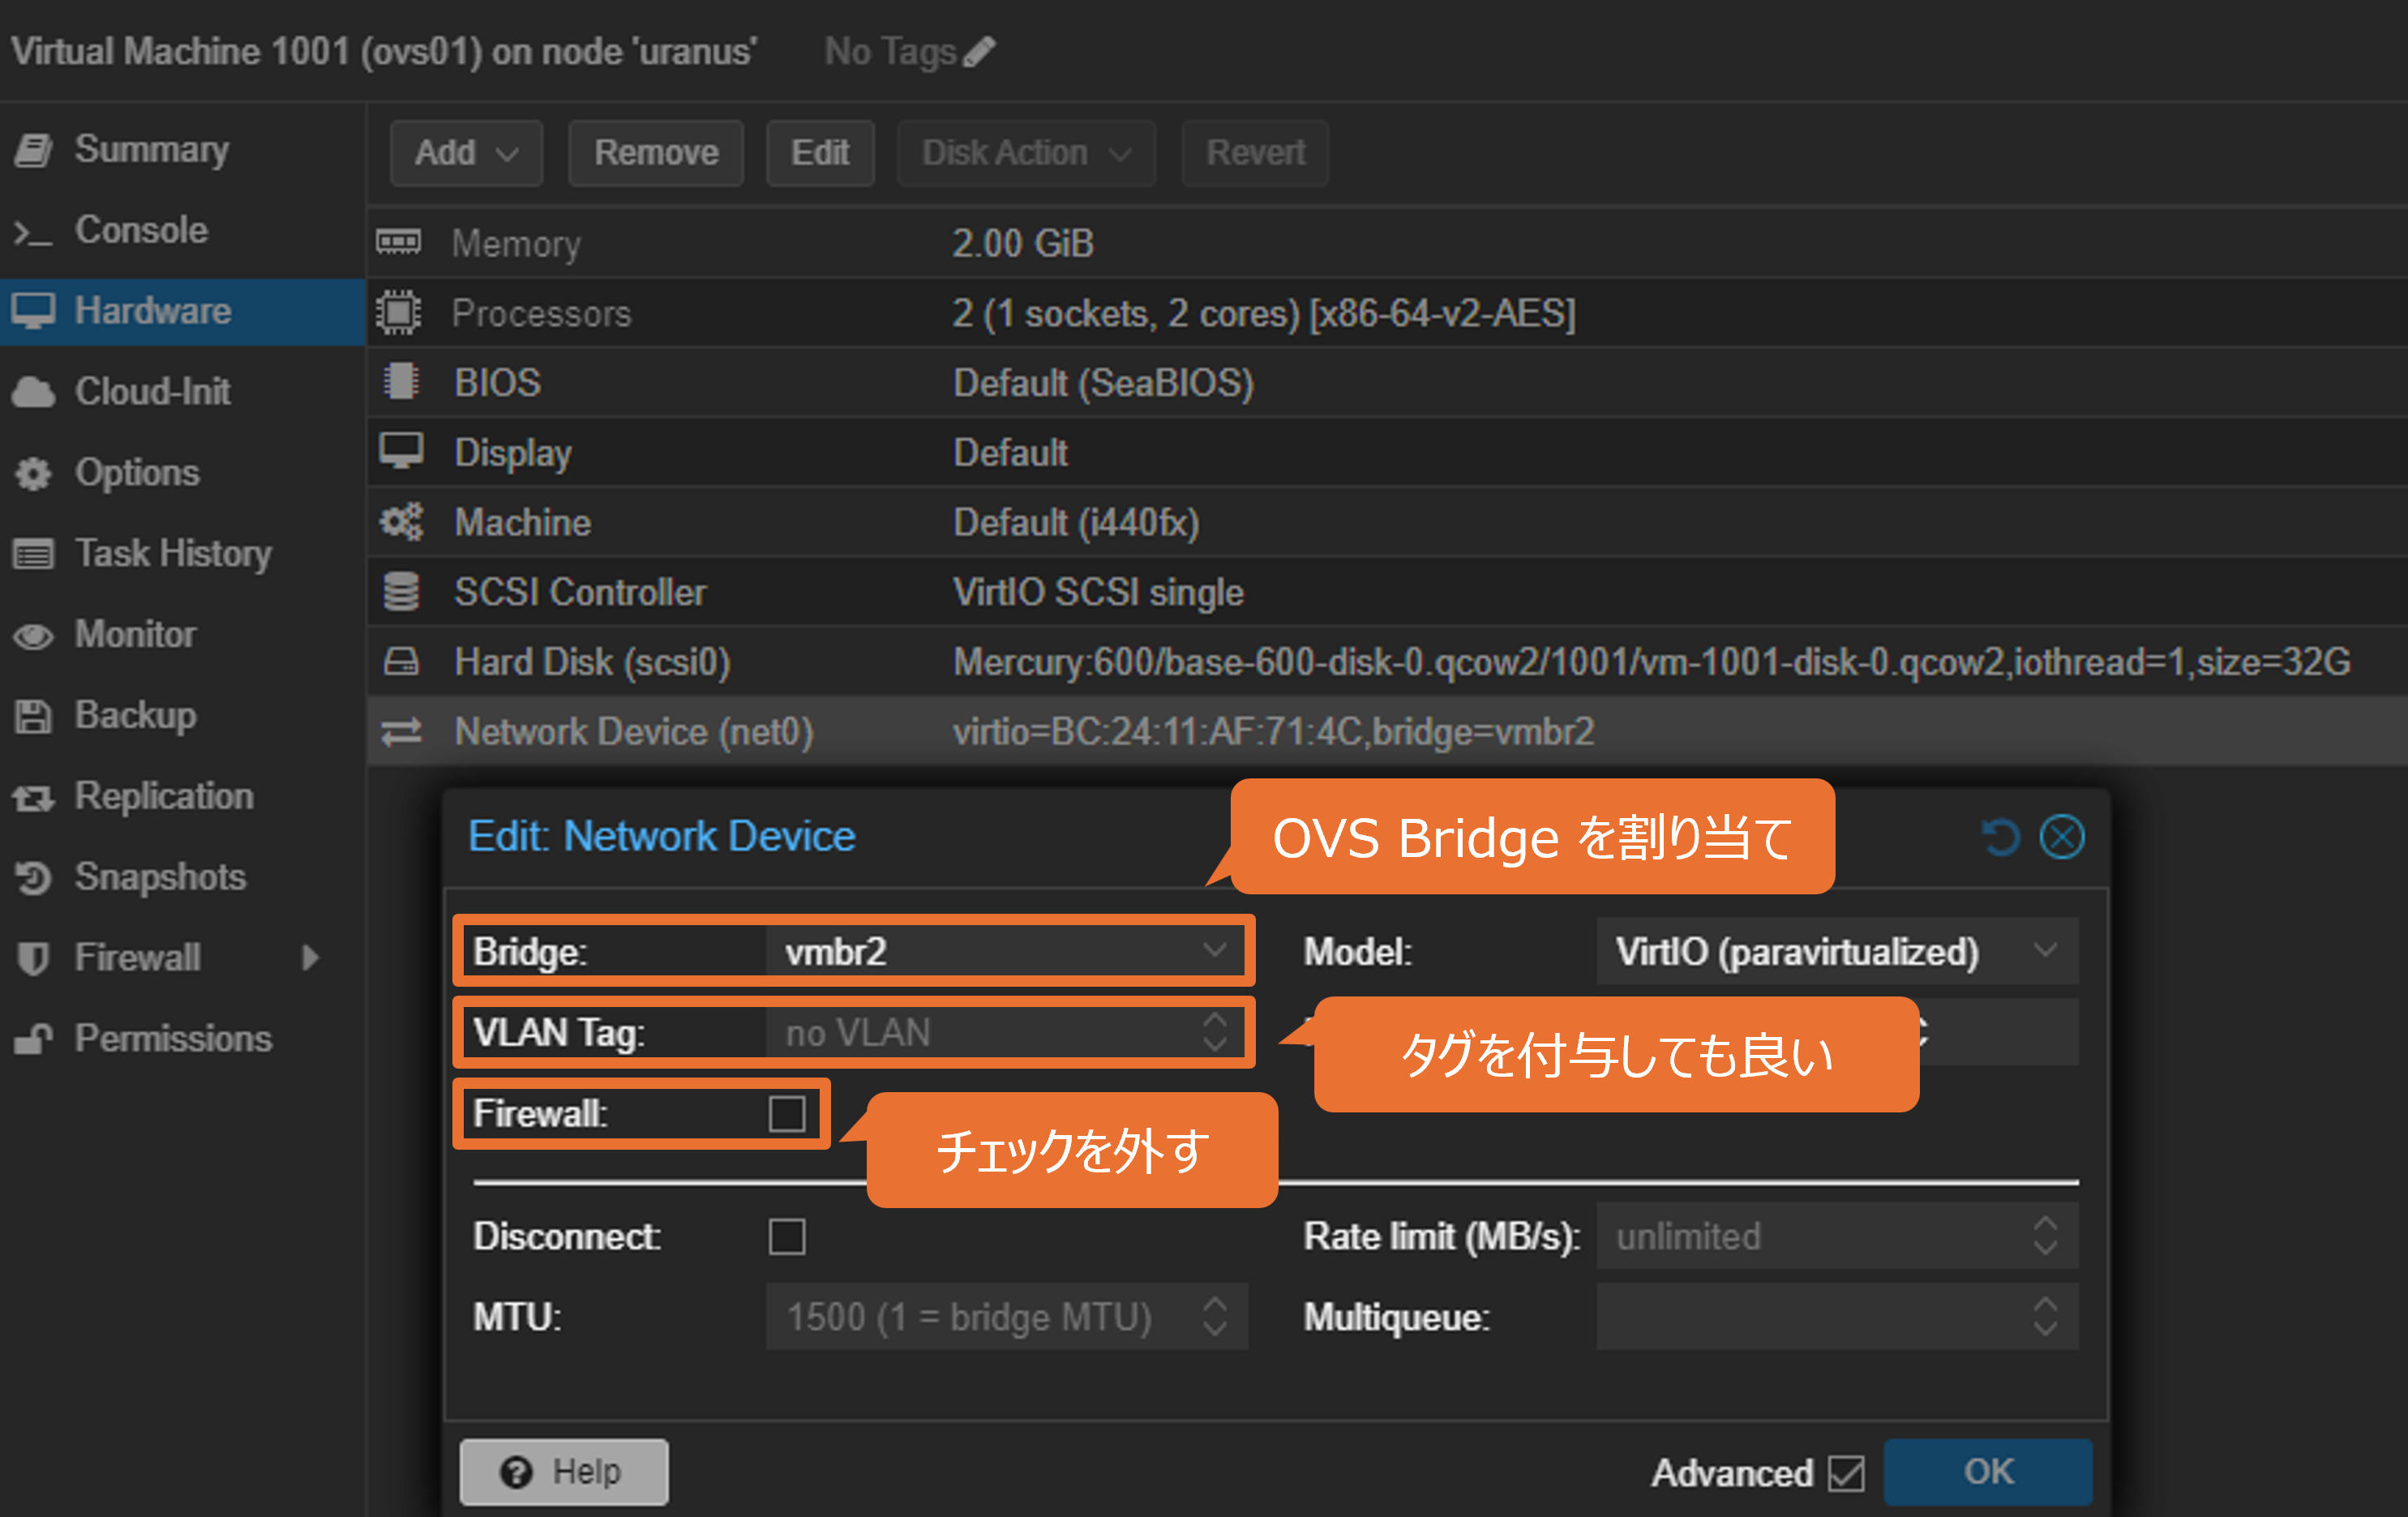 Virtual Machine 1001 (ovs01) on node 'uranus' No Tags
Summary
Console
Hardware
Cloud-Init
Options
Task History
Monitor
Backup
Replication
Snapshots
Firewall
Permissions
Add Remove Edit Disk Action Revert
Memory 2.00 GiB
Processors 2 (1 sockets, 2 cores) [x86-64-v2-AES]
BIOS Default (SeaBIOS)
Display Default
Machine Default (i440fx)
SCSI Controller VirtIO SCSI single
Hard Disk (scsi0) Mercury:600/base-600-disk-0.qcow2/1001/vm-1001-disk-0.qcow2,iothread=1,size=32G
Network Device (net0) virtio=BC:24:11:AF:71:4C,bridge=vmbr2
Edit: Network Device
OVS Bridge を割り当て
Bridge: vmbr2 Model: VirtIO (paravirtualized)
VLAN Tag: no VLAN
タグを付与しても良い
Firewall:
チェックを外す
Disconnect: Rate limit (MB/s): unlimited
MTU: 1500 (1 = bridge MTU) Multiqueue:
Help Advanced OK